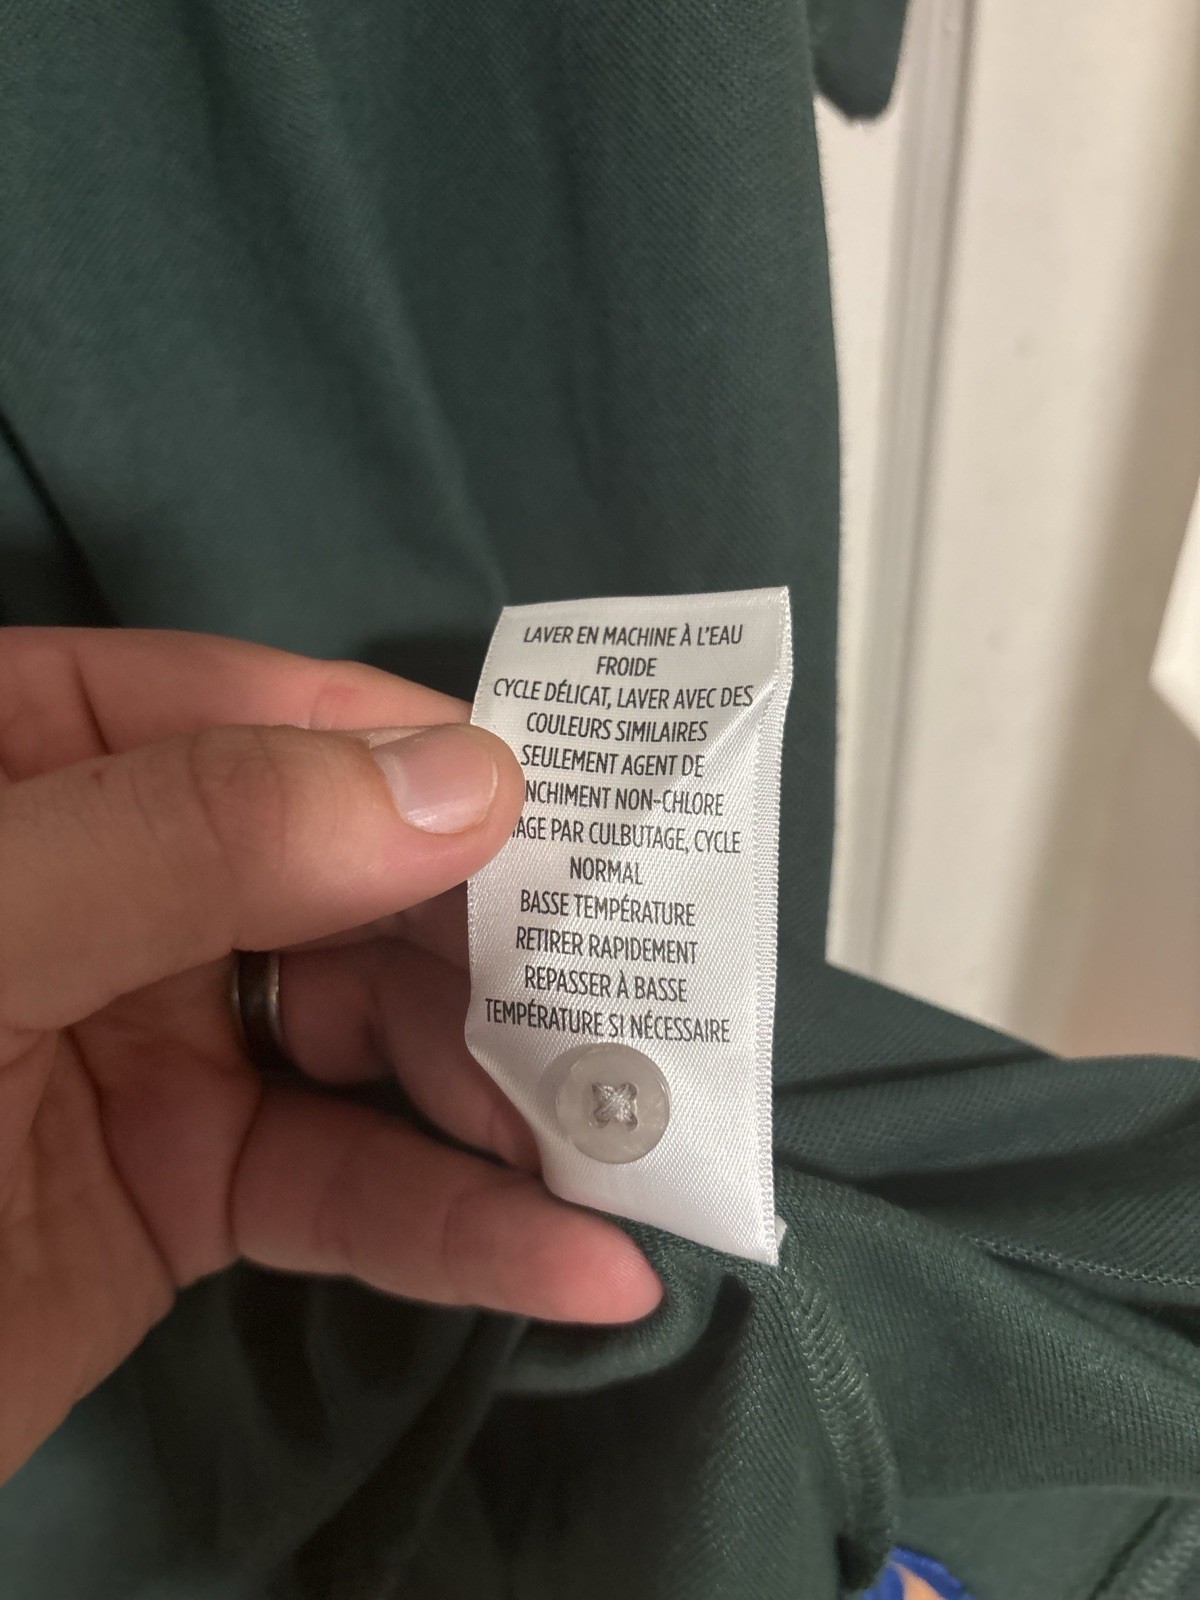 LAVER EN MACHINE À L'EAU
FROIDE
CYCLE DÉLICAT, LAVER AVEC DES
COULEURS SIMILAIRES
SEULEMENT AGENT DE
NON-CHLORE
PAR CULBUTAGE, CYCLE
NORMAL
BASSE TEMPÉRATURE
RETIRER RAPIDEMENT
REPASSER À BASSE
TEMPÉRATURE SI NÉCESSAIRE